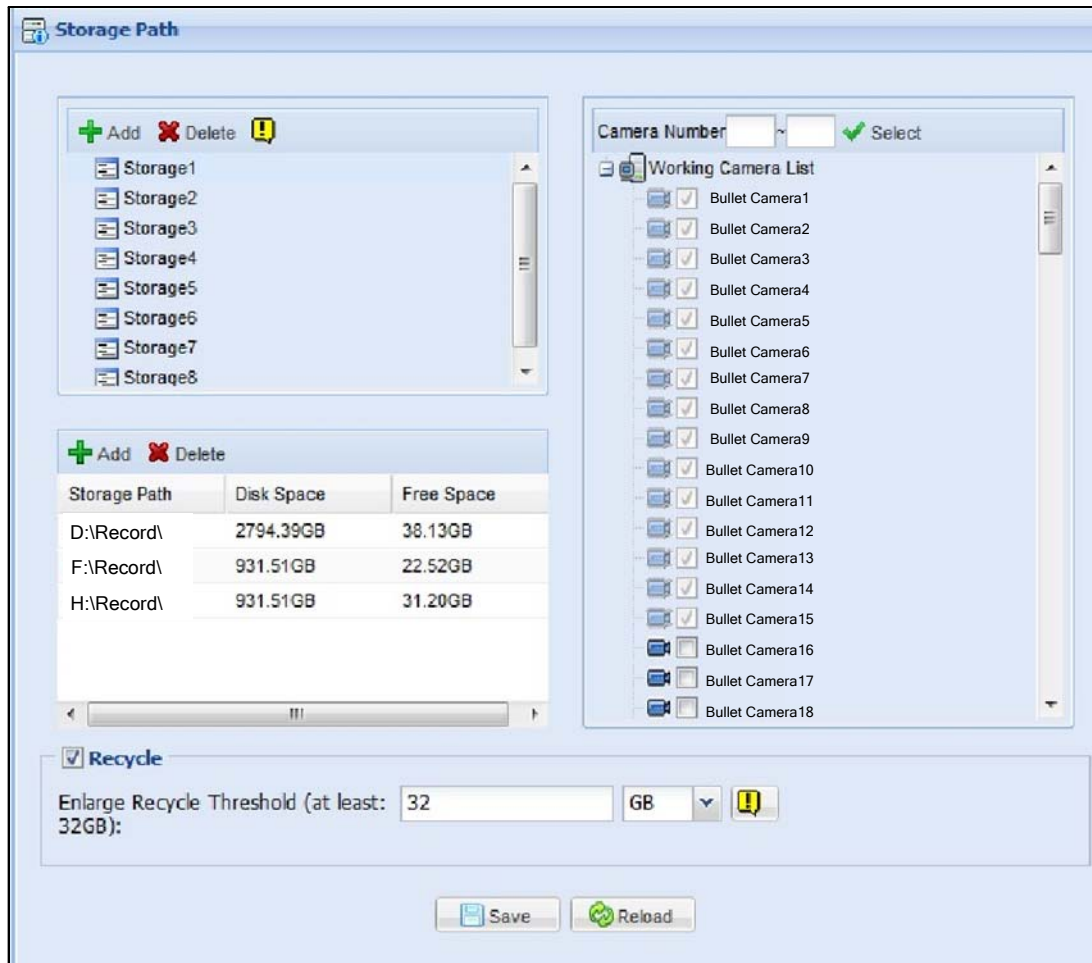 Storage Path
Add Delete
Storage1
Storage2
Storage3
Storage4
Storage5
Storage6
Storage7
Storage8
Add Delete
Storage Path Disk Space Free Space
D:\Record\ 2794.39GB 38.13GB
F:\Record\ 931.51GB 22.52GB
H:\Record\ 931.51GB 31.20GB
Camera Number ~ Select
Working Camera List
Bullet Camera1
Bullet Camera2
Bullet Camera3
Bullet Camera4
Bullet Camera5
Bullet Camera6
Bullet Camera7
Bullet Camera8
Bullet Camera9
Bullet Camera10
Bullet Camera11
Bullet Camera12
Bullet Camera13
Bullet Camera14
Bullet Camera15
Bullet Camera16
Bullet Camera17
Bullet Camera18
Recycle
Enlarge Recycle Threshold (at least: 32 GB
32GB):
Save Reload